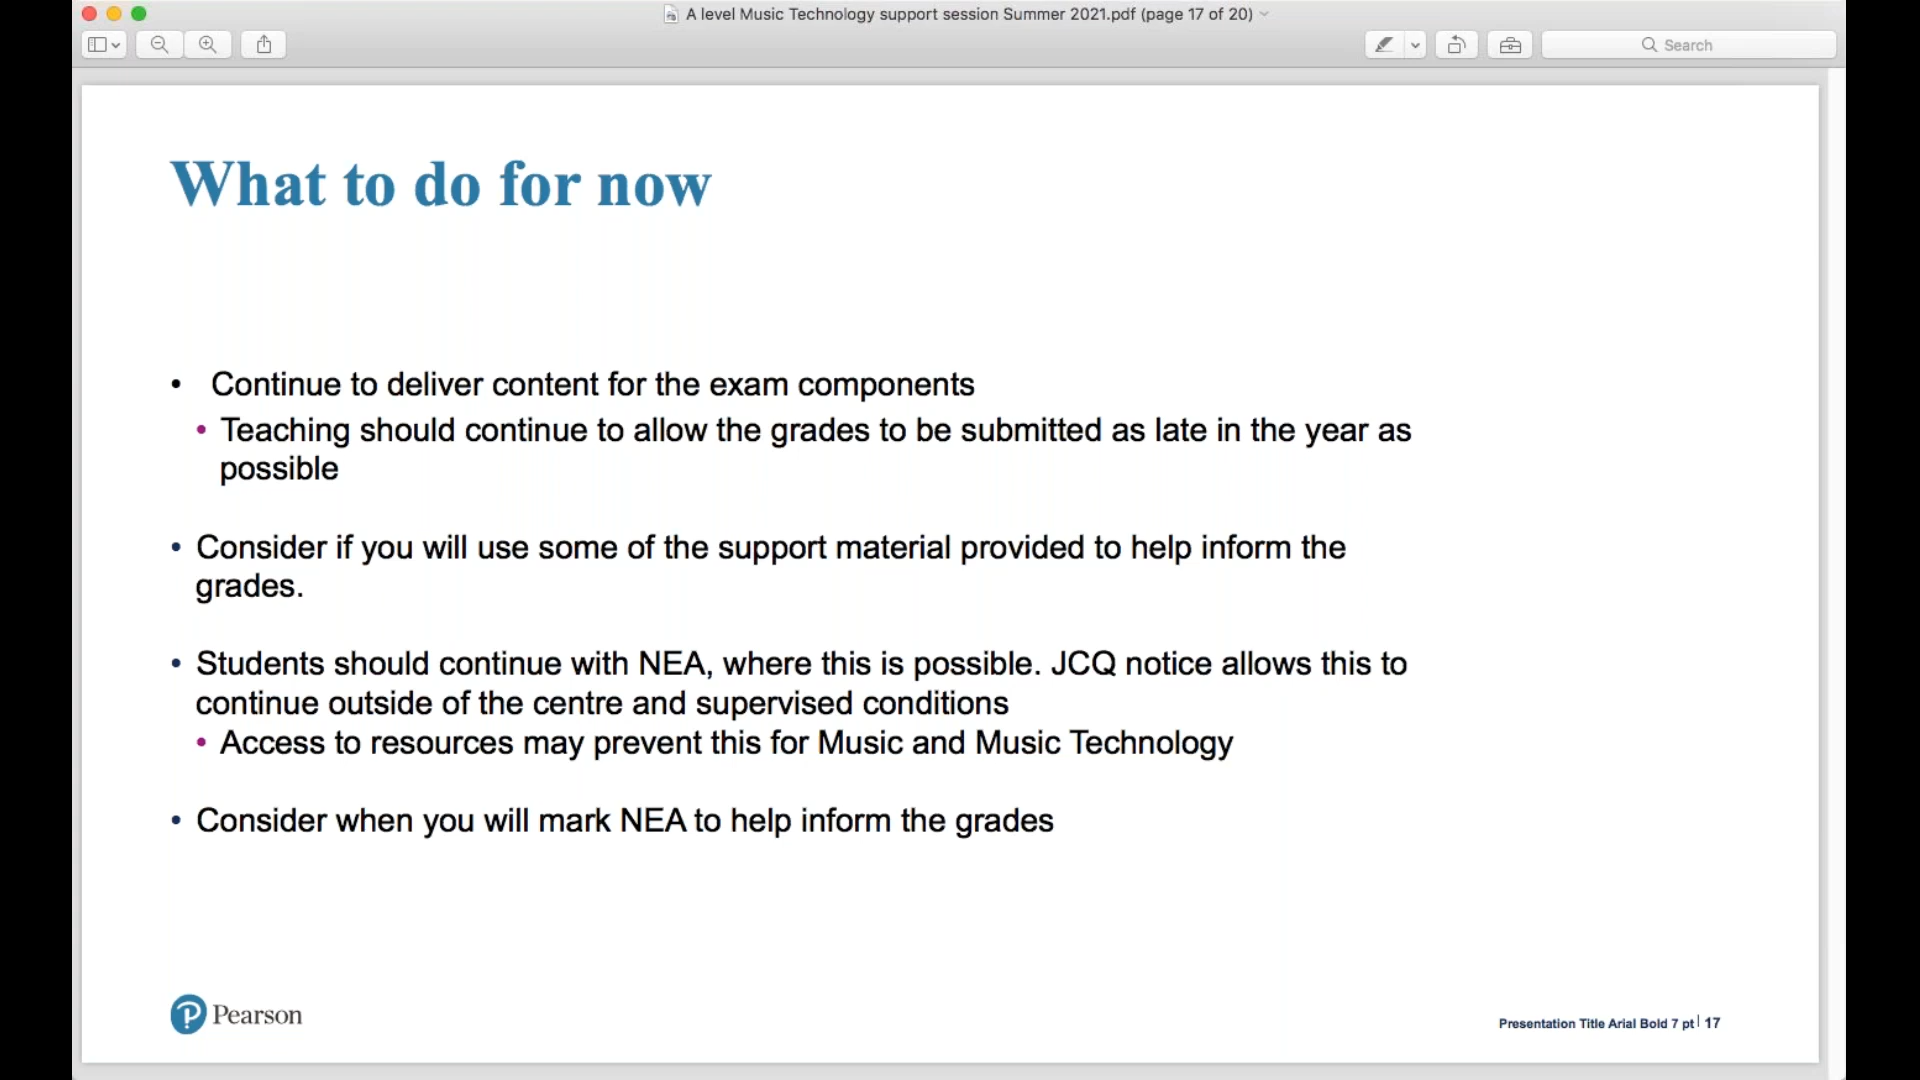 A level Music Technology support session Summer 2021.pdf (page 17 of 20)
Search
What to do for now
• Continue to deliver content for the exam components
• Teaching should continue to allow the grades to be submitted as late in the year as
possible
• Consider if you will use some of the support material provided to help inform the
grades.
• Students should continue with NEA, where this is possible. JCQ notice allows this to
continue outside of the centre and supervised conditions
• Access to resources may prevent this for Music and Music Technology
• Consider when you will mark NEA to help inform the grades
Pearson
Presentation Title Arial Bold 7 pt | 17